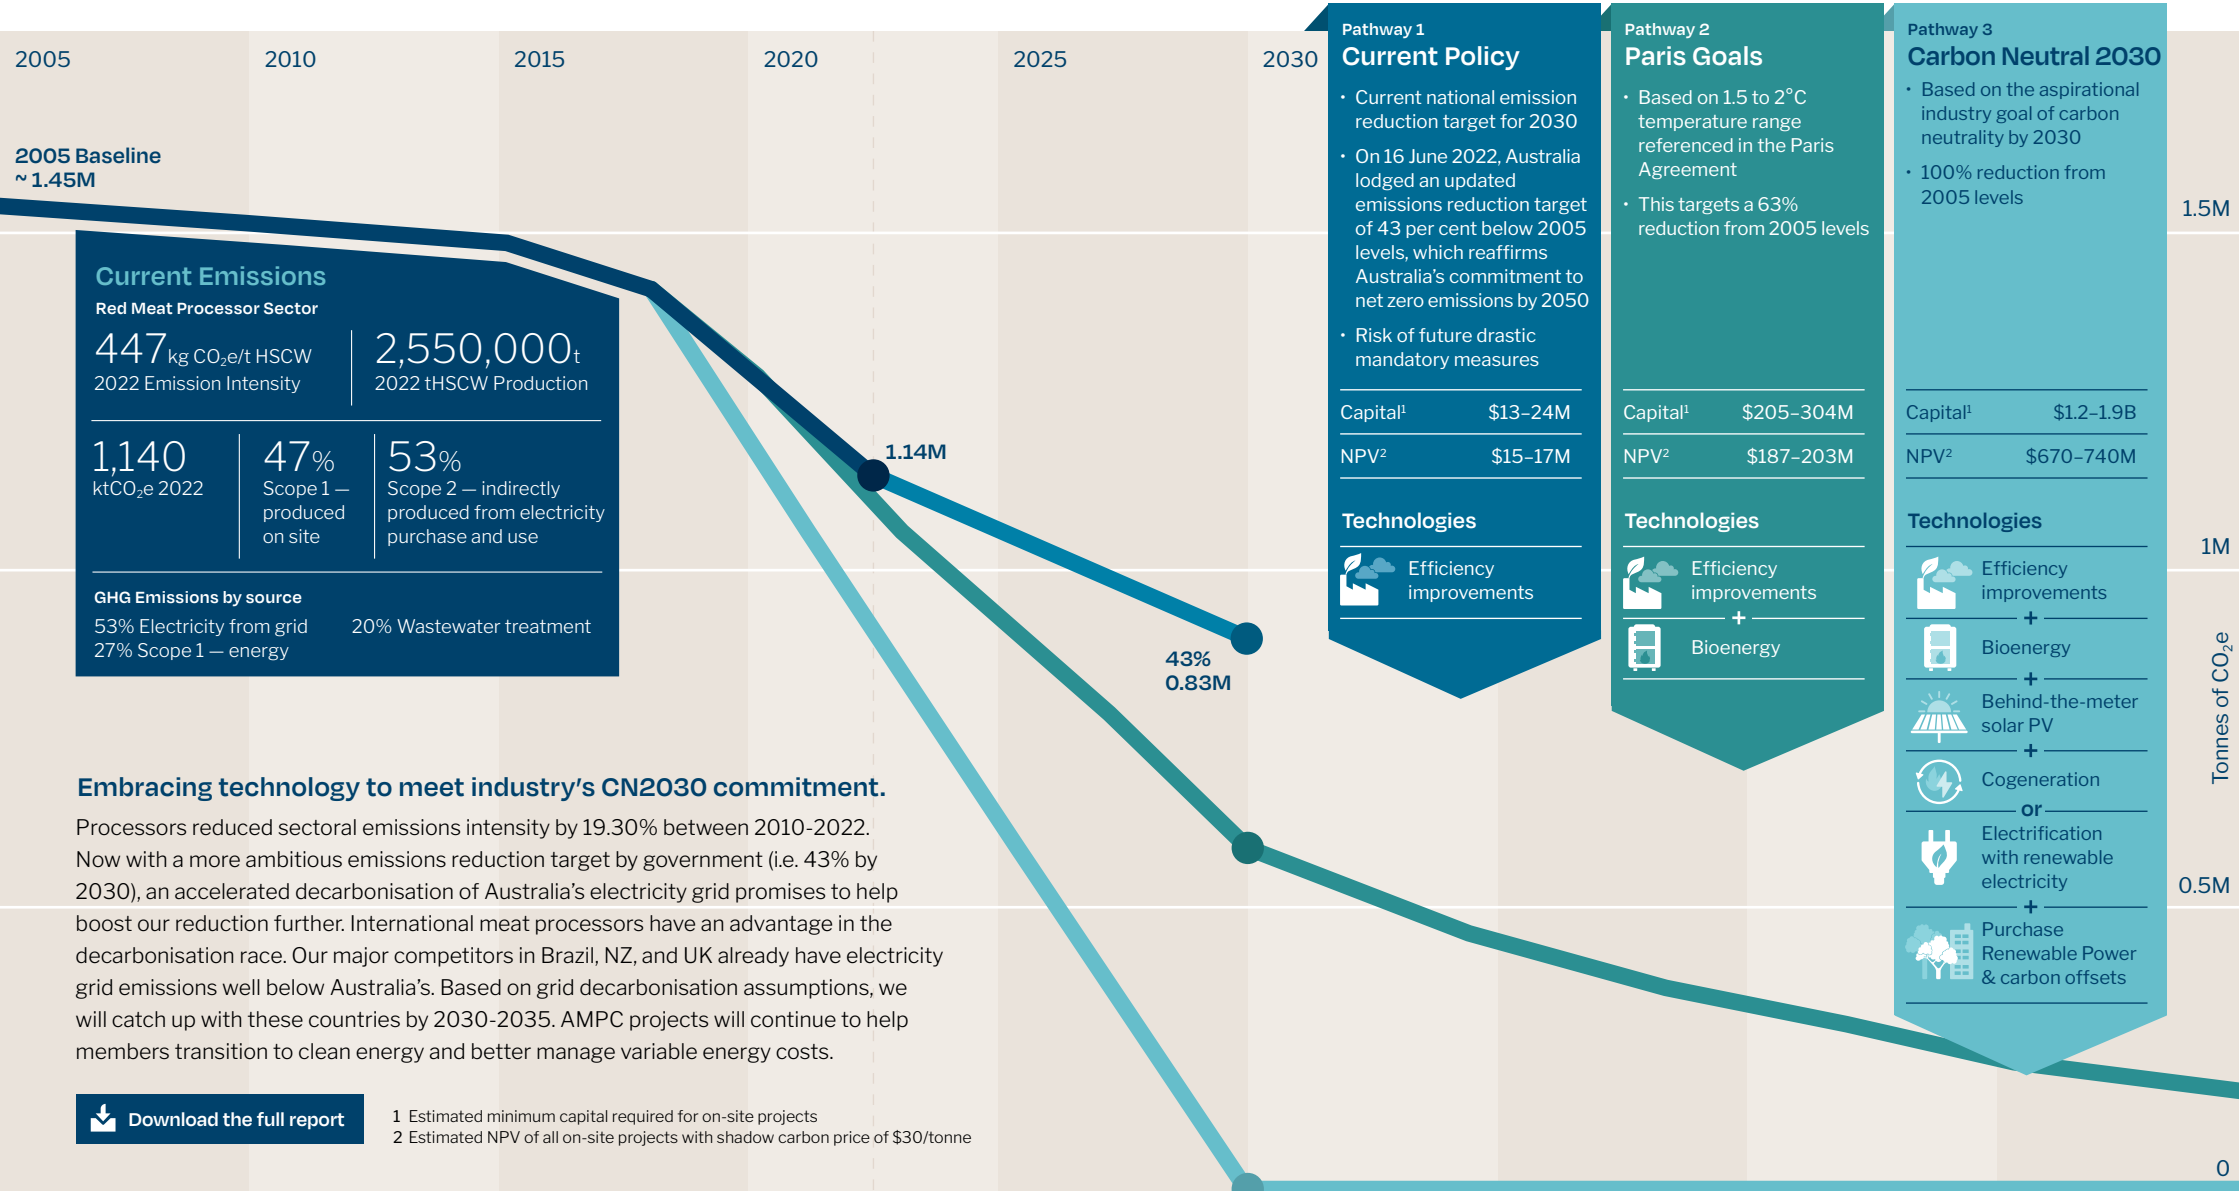 2005
2010
2015
2020
2025
2030
2005 Baseline
~ 1.45M
Current Emissions
Red Meat Processor Sector
447kg CO₂e/t HSCW
2022 Emission Intensity
2,550,000t
2022 tHSCW Production
1,140
ktCO₂e 2022
47%
Scope 1 —
produced
on site
53%
Scope 2 — indirectly
produced from electricity
purchase and use
GHG Emissions by source
53% Electricity from grid
27% Scope 1 — energy
20% Wastewater treatment
1.14M
43%
0.83M
Embracing technology to meet industry's CN2030 commitment.
Processors reduced sectoral emissions intensity by 19.30% between 2010-2022.
Now with a more ambitious emissions reduction target by government (i.e. 43% by
2030), an accelerated decarbonisation of Australia's electricity grid promises to help
boost our reduction further. International meat processors have an advantage in the
decarbonisation race. Our major competitors in Brazil, NZ, and UK already have electricity
grid emissions well below Australia's. Based on grid decarbonisation assumptions, we
will catch up with these countries by 2030-2035. AMPC projects will continue to help
members transition to clean energy and better manage variable energy costs.
Download the full report
1 Estimated minimum capital required for on-site projects
2 Estimated NPV of all on-site projects with shadow carbon price of $30/tonne
Pathway 1
Current Policy
• Current national emission
reduction target for 2030
• On 16 June 2022, Australia
lodged an updated
emissions reduction target
of 43 per cent below 2005
levels, which reaffirms
Australia's commitment to
net zero emissions by 2050
• Risk of future drastic
mandatory measures
Capital¹ $13–24M
NPV² $15–17M
Technologies
Efficiency
improvements
Pathway 2
Paris Goals
• Based on 1.5 to 2°C
temperature range
referenced in the Paris
Agreement
• This targets a 63%
reduction from 2005 levels
Capital¹ $205–304M
NPV² $187–203M
Technologies
Efficiency
improvements
+
Bioenergy
Pathway 3
Carbon Neutral 2030
• Based on the aspirational
industry goal of carbon
neutrality by 2030
• 100% reduction from
2005 levels
Capital¹ $1.2–1.9B
NPV² $670–740M
Technologies
Efficiency
improvements
+
Bioenergy
+
Behind-the-meter
solar PV
+
Cogeneration
or
Electrification
with renewable
electricity
+
Purchase
Renewable Power
& carbon offsets
1.5M
1M
Tonnes of CO₂e
0.5M
0